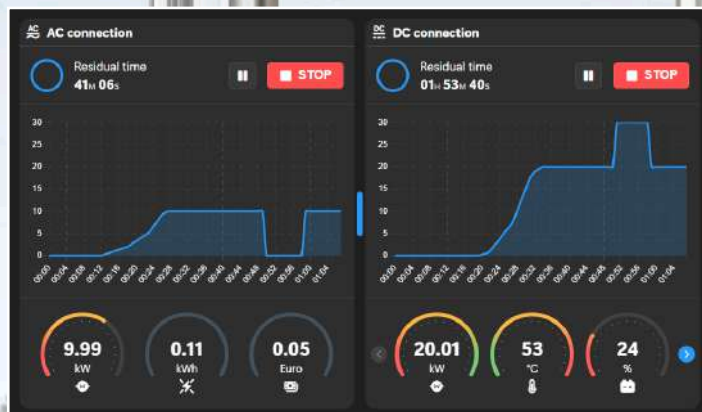 AC
AC connection
Residual time
41M 06s
STOP
30
25
20
15
10
5
0
00:00 00:04 00:08 00:12 00:16 00:20 00:24 00:28 00:32 00:36 00:40 00:44 00:48 00:52 00:56 01:00 01:04
9.99
kW
0.11
kWh
0.05
Euro
DC
DC connection
Residual time
01H 53M 40s
STOP
30
25
20
15
10
5
0
00:00 00:04 00:08 00:12 00:16 00:20 00:24 00:28 00:32 00:36 00:40 00:44 00:48 00:52 00:56 01:00 01:04
20.01
kW
53
°C
24
%